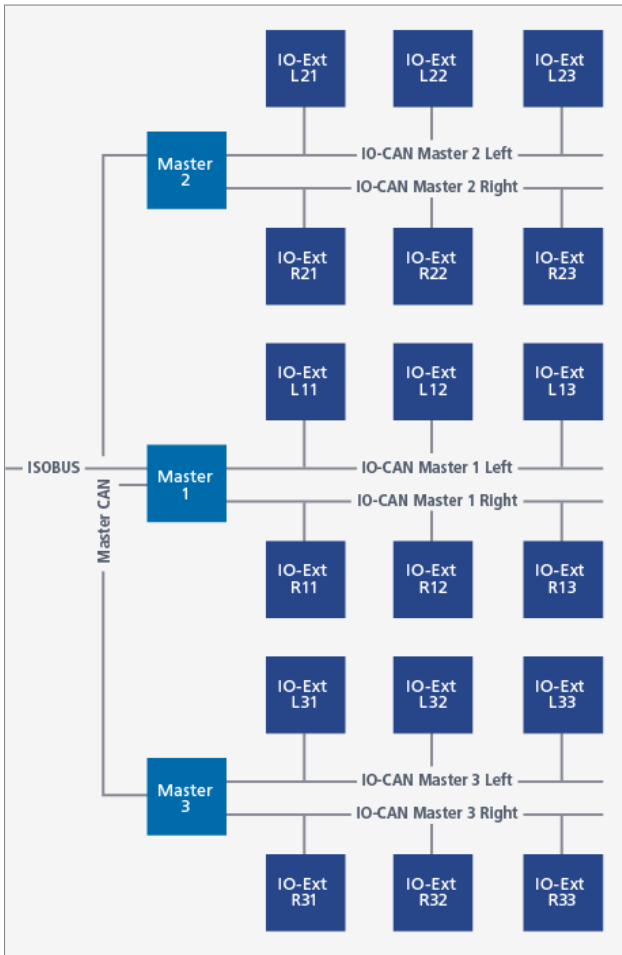 IO-Ext
L21
IO-Ext
L22
IO-Ext
L23
Master
2
IO-CAN Master 2 Left
IO-CAN Master 2 Right
IO-Ext
R21
IO-Ext
R22
IO-Ext
R23
IO-Ext
L11
IO-Ext
L12
IO-Ext
L13
ISOBUS
Master CAN
Master
1
IO-CAN Master 1 Left
IO-CAN Master 1 Right
IO-Ext
R11
IO-Ext
R12
IO-Ext
R13
IO-Ext
L31
IO-Ext
L32
IO-Ext
L33
Master
3
IO-CAN Master 3 Left
IO-CAN Master 3 Right
IO-Ext
R31
IO-Ext
R32
IO-Ext
R33